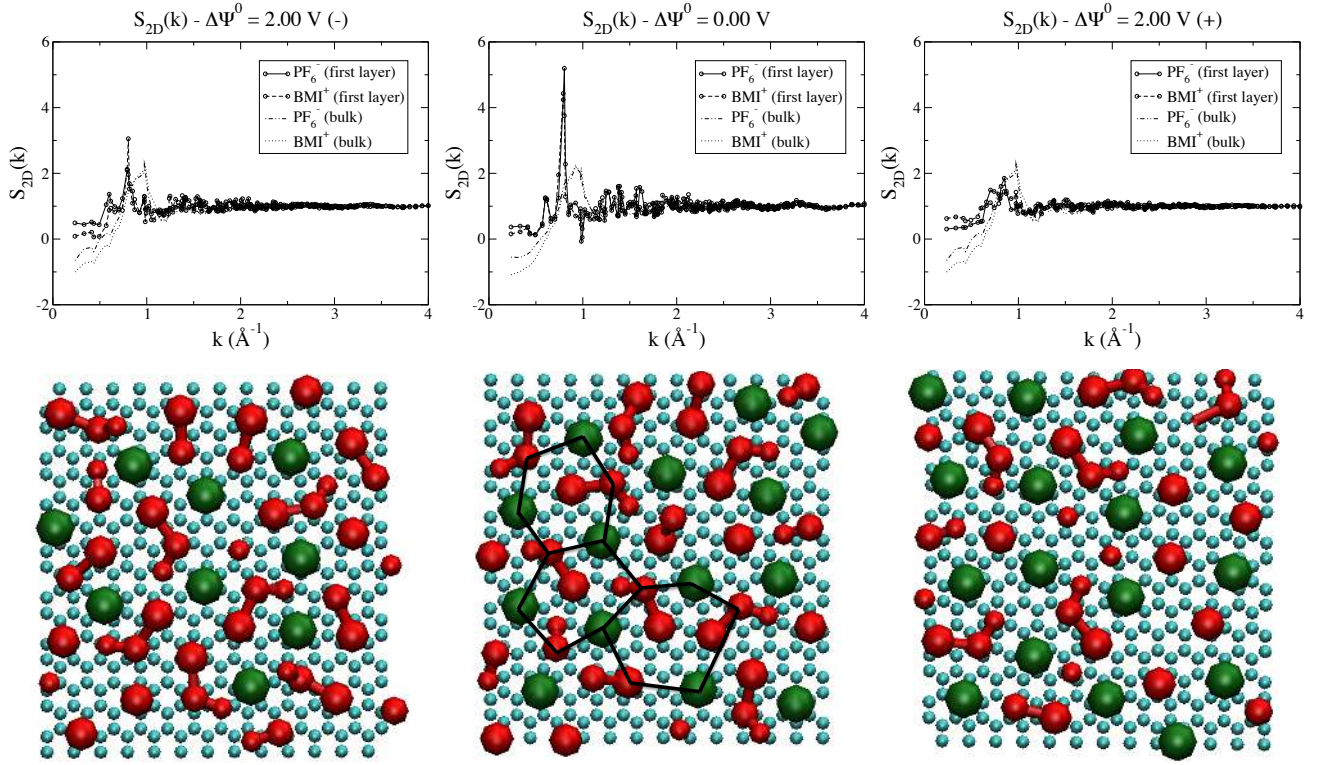 S2D(k) - ΔΨ⁰ = 2.00 V (-)
6
4
2
0
-2
S2D(k)
PF6⁻ (first layer)
BMI⁺ (first layer)
PF6⁻ (bulk)
BMI⁺ (bulk)
0 1 2 3 4
k (Å⁻¹)
S2D(k) - ΔΨ⁰ = 0.00 V
6
4
2
0
-2
S2D(k)
PF6⁻ (first layer)
BMI⁺ (first layer)
PF6⁻ (bulk)
BMI⁺ (bulk)
0 1 2 3 4
k (Å⁻¹)
S2D(k) - ΔΨ⁰ = 2.00 V (+)
6
4
2
0
-2
S2D(k)
PF6⁻ (first layer)
BMI⁺ (first layer)
PF6⁻ (bulk)
BMI⁺ (bulk)
0 1 2 3 4
k (Å⁻¹)